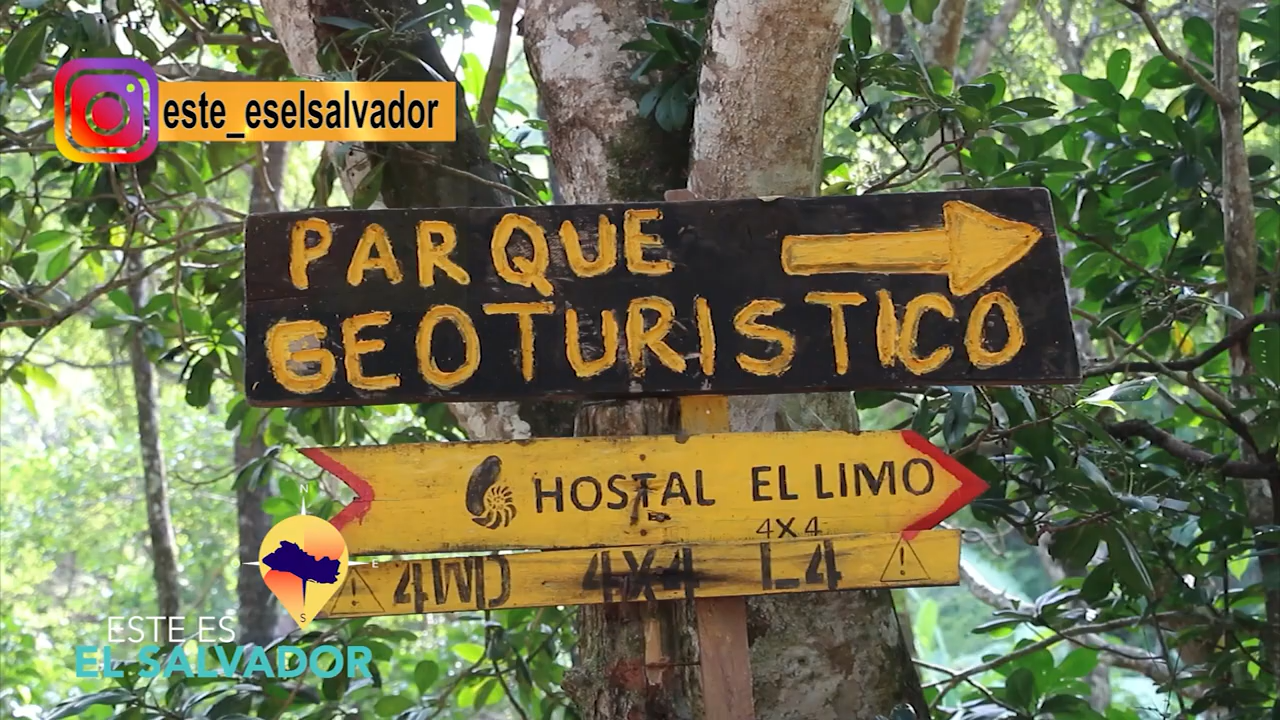 este_eselsalvador
PARQUE
GEOTURISTICO
HOSTAL EL LIMO
4X4
4WD 4X4 L4
N
E
S
ESTE ES
EL SALVADOR